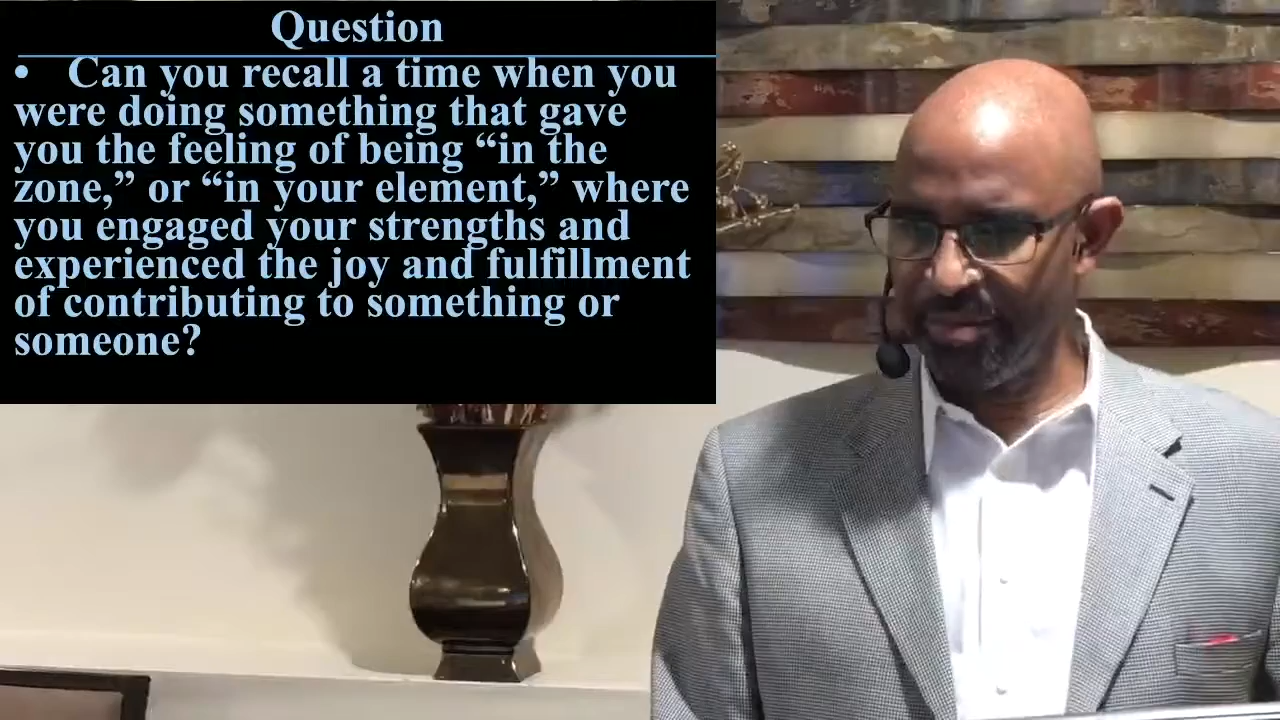 Question
• Can you recall a time when you
were doing something that gave
you the feeling of being “in the
zone,” or “in your element,” where
you engaged your strengths and
experienced the joy and fulfillment
of contributing to something or
someone?